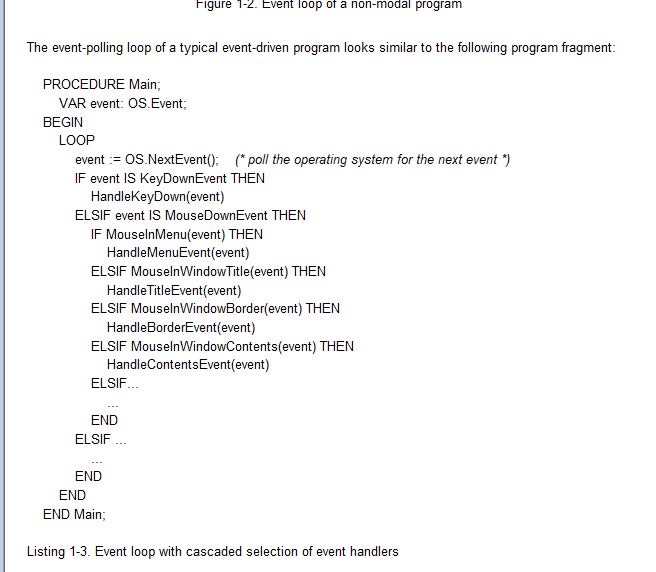 Figure 1-2. Event loop of a non-modal program
The event-polling loop of a typical event-driven program looks similar to the following program fragment:
PROCEDURE Main;
VAR event: OS.Event;
BEGIN
LOOP
event := OS.NextEvent(); (* poll the operating system for the next event *)
IF event IS KeyDownEvent THEN
HandleKeyDown(event)
ELSIF event IS MouseDownEvent THEN
IF MouseInMenu(event) THEN
HandleMenuEvent(event)
ELSIF MouseInWindowTitle(event) THEN
HandleTitleEvent(event)
ELSIF MouseInWindowBorder(event) THEN
HandleBorderEvent(event)
ELSIF MouseInWindowContents(event) THEN
HandleContentsEvent(event)
ELSIF...
...
END
ELSIF ...
...
END
END
END Main;
Listing 1-3. Event loop with cascaded selection of event handlers